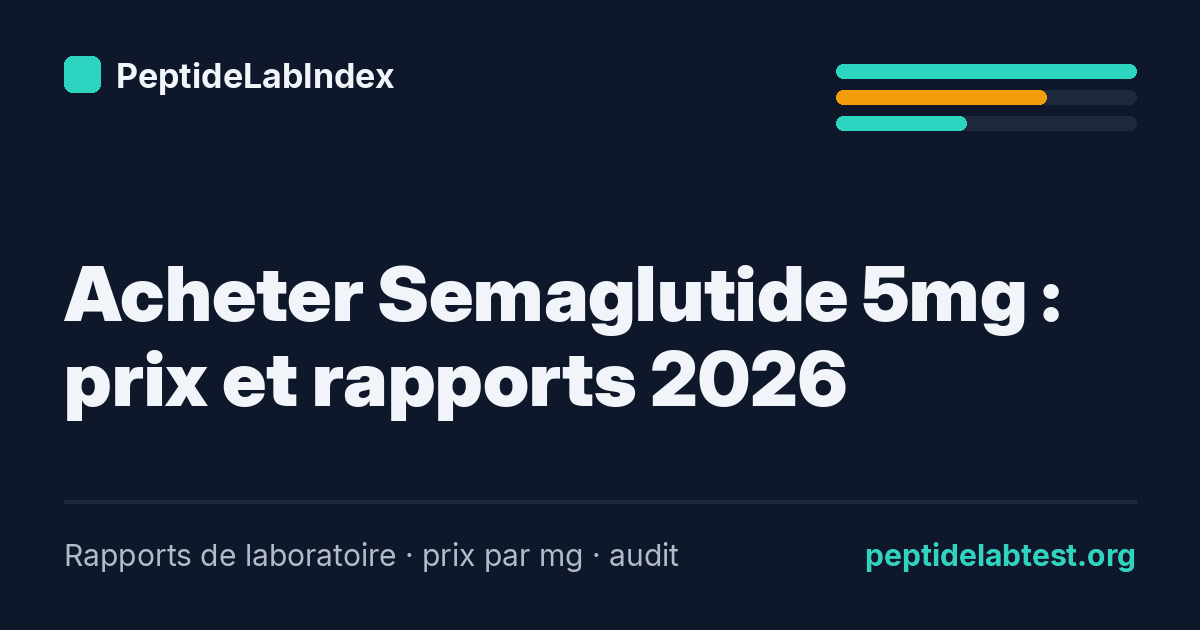 PeptideLabIndex
Acheter Semaglutide 5mg :
prix et rapports 2026
Rapports de laboratoire · prix par mg · audit
peptidelabtest.org